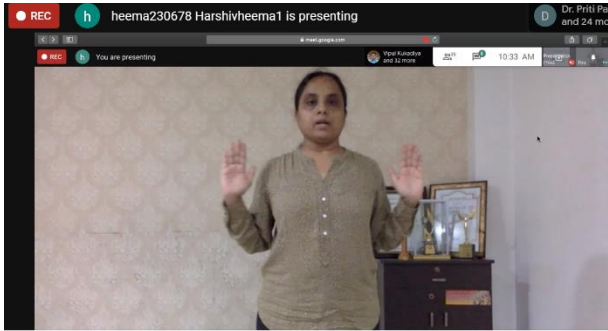 REC
h
heema230678 Harshivheema1 is presenting
D
Dr. Priti Pa
and 24 mo
meet.google.com
REC
h
You are presenting
Vipul Kukadiya
and 32 more
10:33 AM